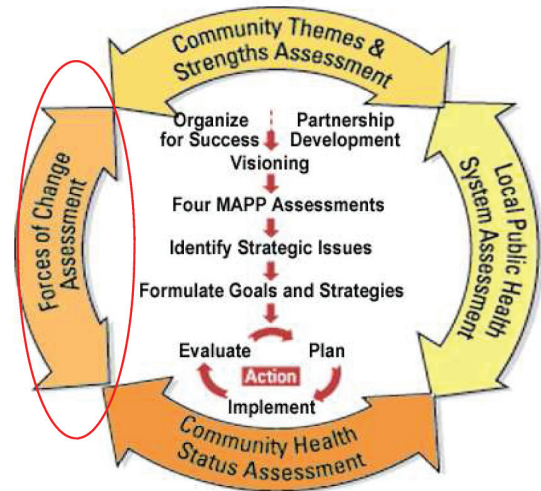 Community Themes &
Strengths Assessment
Organize
for Success
Partnership
Development
Visioning
Four MAPP Assessments
Identify Strategic Issues
Formulate Goals and Strategies
Evaluate
Plan
Action
Implement
Forces of Change
Assessment
Local Public Health
System Assessment
Community Health
Status Assessment